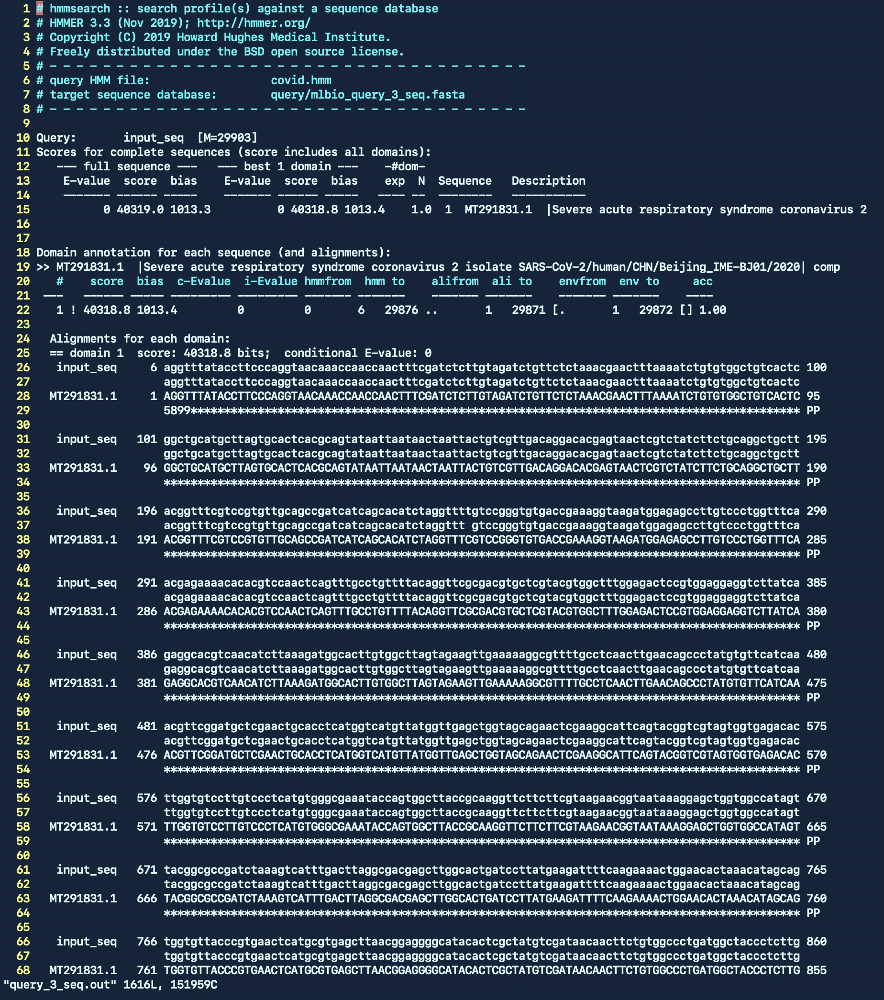 1 # hmmsearch :: search profile(s) against a sequence database
2 # HMMER 3.3 (Nov 2019); http://hmmer.org/
3 # Copyright (C) 2019 Howard Hughes Medical Institute.
4 # Freely distributed under the BSD open source license.
5 # - - - - - - - - - - - - - - - - - - - - - - - - - - - - - - - - - - - -
6 # query HMM file:                  covid.hmm
7 # target sequence database:        query/mlbio_query_3_seq.fasta
8 # - - - - - - - - - - - - - - - - - - - - - - - - - - - - - - - - - - - -
9
10 Query:       input_seq  [M=29903]
11 Scores for complete sequences (score includes all domains):
12    --- full sequence ---   --- best 1 domain ---    -#dom-
13     E-value  score  bias    E-value  score  bias    exp  N  Sequence   Description
14     ------- ------ -----    ------- ------ -----   ---- --  --------   -----------
15           0 40319.0 1013.3          0 40318.8 1013.4    1.0  1  MT291831.1  |Severe acute respiratory syndrome coronavirus 2
16
17
18 Domain annotation for each sequence (and alignments):
19 >> MT291831.1  |Severe acute respiratory syndrome coronavirus 2 isolate SARS-CoV-2/human/CHN/Beijing_IME-BJ01/2020| comp
20    #    score  bias  c-Evalue  i-Evalue hmmfrom  hmm to    alifrom  ali to    envfrom  env to     acc
21  ---   ------ ----- --------- --------- ------- -------    ------- -------    ------- -------    ----
22    1 ! 40318.8 1013.4         0         0       6   29876 ..       1   29871 [.       1   29872 [] 1.00
23
24   Alignments for each domain:
25   == domain 1  score: 40318.8 bits;  conditional E-value: 0
26    input_seq     6 aggtttataccttcccaggtaacaaaccaaccaactttcgatctcttgtagatctgttctctaaacgaactttaaaatctgtgtggctgtcactc 100
27                    aggtttataccttcccaggtaacaaaccaaccaactttcgatctcttgtagatctgttctctaaacgaactttaaaatctgtgtggctgtcactc
28   MT291831.1     1 AGGTTTATACCTTCCCAGGTAACAAACCAACCAACTTTCGATCTCTTGTAGATCTGTTCTCTAAACGAACTTTAAAATCTGTGTGGCTGTCACTC 95
29                    5899******************************************************************************************* PP
30
31    input_seq   101 ggctgcatgcttagtgcactcacgcagtataattaataactaattactgtcgttgacaggacacgagtaactcgtctatcttctgcaggctgctt 195
32                    ggctgcatgcttagtgcactcacgcagtataattaataactaattactgtcgttgacaggacacgagtaactcgtctatcttctgcaggctgctt
33   MT291831.1    96 GGCTGCATGCTTAGTGCACTCACGCAGTATAATTAATAACTAATTACTGTCGTTGACAGGACACGAGTAACTCGTCTATCTTCTGCAGGCTGCTT 190
34                    *********************************************************************************************** PP
35
36    input_seq   196 acggtttcgtccgtgttgcagccgatcatcagcacatctaggttttgtccgggtgtgaccgaaaggtaagatggagagccttgtccctggtttca 290
37                    acggtttcgtccgtgttgcagccgatcatcagcacatctaggttt gtccgggtgtgaccgaaaggtaagatggagagccttgtccctggtttca
38   MT291831.1   191 ACGGTTTCGTCCGTGTTGCAGCCGATCATCAGCACATCTAGGTTTCGTCCGGGTGTGACCGAAAGGTAAGATGGAGAGCCTTGTCCCTGGTTTCA 285
39                    *********************************************************************************************** PP
40
41    input_seq   291 acgagaaaacacacgtccaactcagtttgcctgttttacaggttcgcgacgtgctcgtacgtggctttggagactccgtggaggaggtcttatca 385
42                    acgagaaaacacacgtccaactcagtttgcctgttttacaggttcgcgacgtgctcgtacgtggctttggagactccgtggaggaggtcttatca
43   MT291831.1   286 ACGAGAAAACACACGTCCAACTCAGTTTGCCTGTTTTACAGGTTCGCGACGTGCTCGTACGTGGCTTTGGAGACTCCGTGGAGGAGGTCTTATCA 380
44                    *********************************************************************************************** PP
45
46    input_seq   386 gaggcacgtcaacatcttaaagatggcacttgtggcttagtagaagttgaaaaaggcgttttgcctcaacttgaacagccctatgtgttcatcaa 480
47                    gaggcacgtcaacatcttaaagatggcacttgtggcttagtagaagttgaaaaaggcgttttgcctcaacttgaacagccctatgtgttcatcaa
48   MT291831.1   381 GAGGCACGTCAACATCTTAAAGATGGCACTTGTGGCTTAGTAGAAGTTGAAAAAGGCGTTTTGCCTCAACTTGAACAGCCCTATGTGTTCATCAA 475
49                    *********************************************************************************************** PP
50
51    input_seq   481 acgttcggatgctcgaactgcacctcatggtcatgttatggttgagctggtagcagaactcgaaggcattcagtacggtcgtagtggtgagacac 575
52                    acgttcggatgctcgaactgcacctcatggtcatgttatggttgagctggtagcagaactcgaaggcattcagtacggtcgtagtggtgagacac
53   MT291831.1   476 ACGTTCGGATGCTCGAACTGCACCTCATGGTCATGTTATGGTTGAGCTGGTAGCAGAACTCGAAGGCATTCAGTACGGTCGTAGTGGTGAGACAC 570
54                    *********************************************************************************************** PP
55
56    input_seq   576 ttggtgtccttgtccctcatgtgggcgaaataccagtggcttaccgcaaggttcttcttcgtaagaacggtaataaaggagctggtggccatagt 670
57                    ttggtgtccttgtccctcatgtgggcgaaataccagtggcttaccgcaaggttcttcttcgtaagaacggtaataaaggagctggtggccatagt
58   MT291831.1   571 TTGGTGTCCTTGTCCCTCATGTGGGCGAAATACCAGTGGCTTACCGCAAGGTTCTTCTTCGTAAGAACGGTAATAAAGGAGCTGGTGGCCATAGT 665
59                    *********************************************************************************************** PP
60
61    input_seq   671 tacggcgccgatctaaagtcatttgacttaggcgacgagcttggcactgatccttatgaagattttcaagaaaactggaacactaaacatagcag 765
62                    tacggcgccgatctaaagtcatttgacttaggcgacgagcttggcactgatccttatgaagattttcaagaaaactggaacactaaacatagcag
63   MT291831.1   666 TACGGCGCCGATCTAAAGTCATTTGACTTAGGCGACGAGCTTGGCACTGATCCTTATGAAGATTTTCAAGAAAACTGGAACACTAAACATAGCAG 760
64                    *********************************************************************************************** PP
65
66    input_seq   766 tggtgttacccgtgaactcatgcgtgagcttaacggaggggcatacactcgctatgtcgataacaacttctgtggccctgatggctaccctcttg 860
67                    tggtgttacccgtgaactcatgcgtgagcttaacggaggggcatacactcgctatgtcgataacaacttctgtggccctgatggctaccctcttg
68   MT291831.1   761 TGGTGTTACCCGTGAACTCATGCGTGAGCTTAACGGAGGGGCATACACTCGCTATGTCGATAACAACTTCTGTGGCCCTGATGGCTACCCTCTTG 855
"query_3_seq.out" 1616L, 151959C